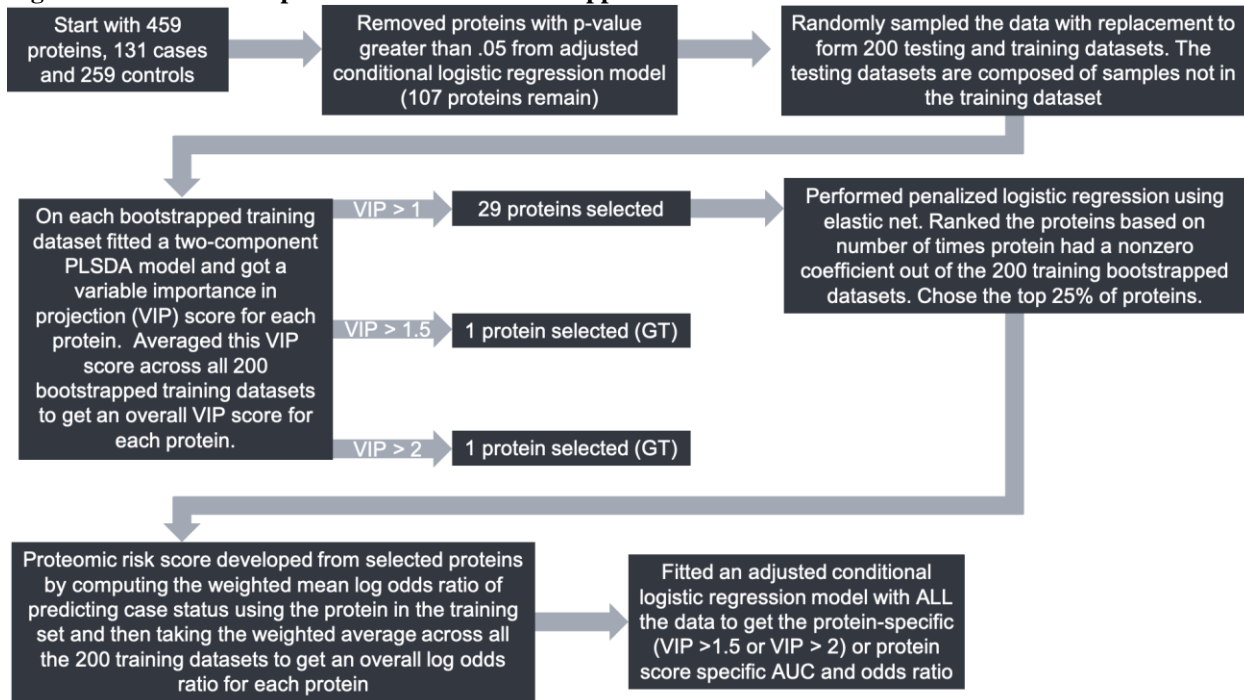 Start with 459
proteins, 131 cases
and 259 controls
Removed proteins with p-value
greater than .05 from adjusted
conditional logistic regression model
(107 proteins remain)
Randomly sampled the data with replacement to
form 200 testing and training datasets. The
testing datasets are composed of samples not in
the training dataset
On each bootstrapped training
dataset fitted a two-component
PLSDA model and got a
variable importance in
projection (VIP) score for each
protein. Averaged this VIP
score across all 200
bootstrapped training datasets
to get an overall VIP score for
each protein.
VIP > 1
29 proteins selected
VIP > 1.5
1 protein selected (GT)
VIP > 2
1 protein selected (GT)
Performed penalized logistic regression using
elastic net. Ranked the proteins based on
number of times protein had a nonzero
coefficient out of the 200 training bootstrapped
datasets. Chose the top 25% of proteins.
Proteomic risk score developed from selected proteins
by computing the weighted mean log odds ratio of
predicting case status using the protein in the training
set and then taking the weighted average across all
the 200 training datasets to get an overall log odds
ratio for each protein
Fitted an adjusted conditional
logistic regression model with ALL
the data to get the protein-specific
(VIP >1.5 or VIP > 2) or protein
score specific AUC and odds ratio